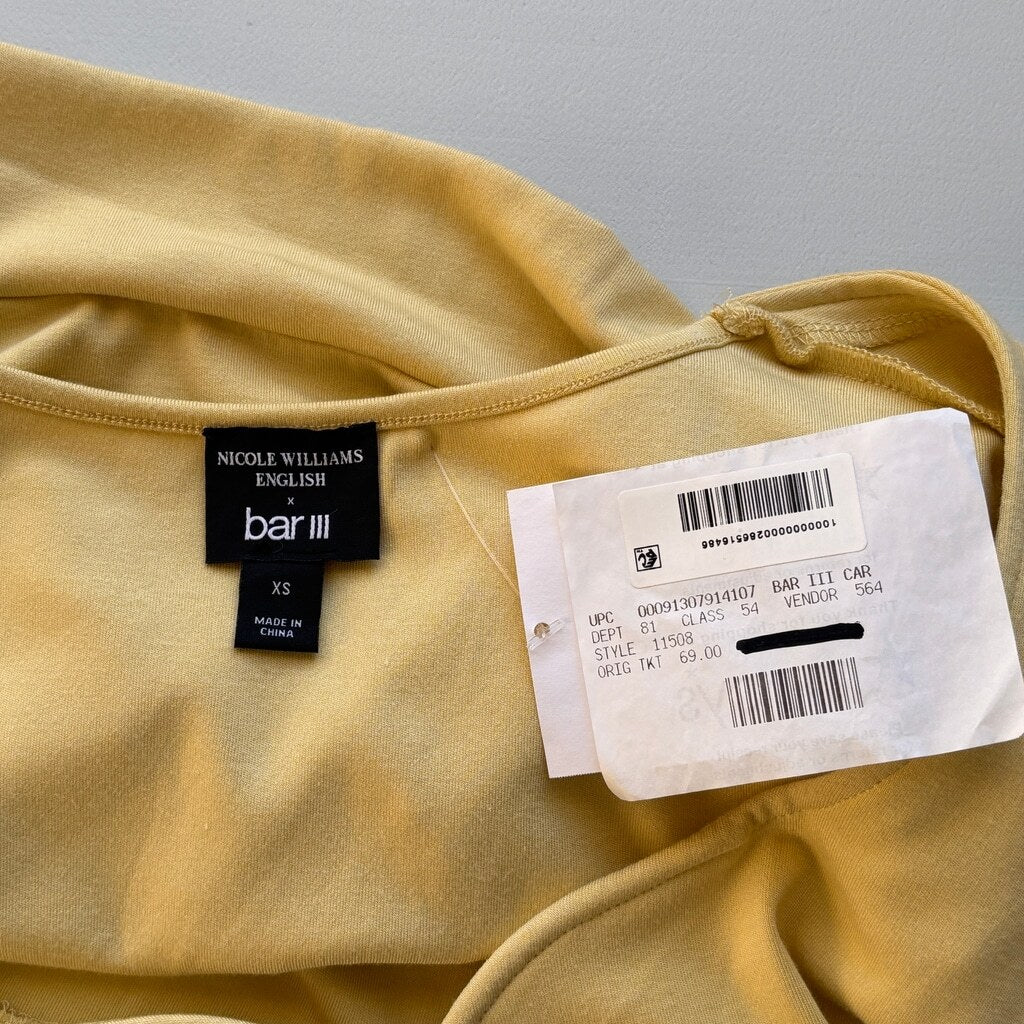 NICOLE WILLIAMS
ENGLISH
x
bar III
XS
MADE IN
CHINA
1000000000286516486
UPC 00091307914107 BAR III CAR
DEPT 81 CLASS 54 VENDOR 564
STYLE 11508
ORIG TKT 69.00